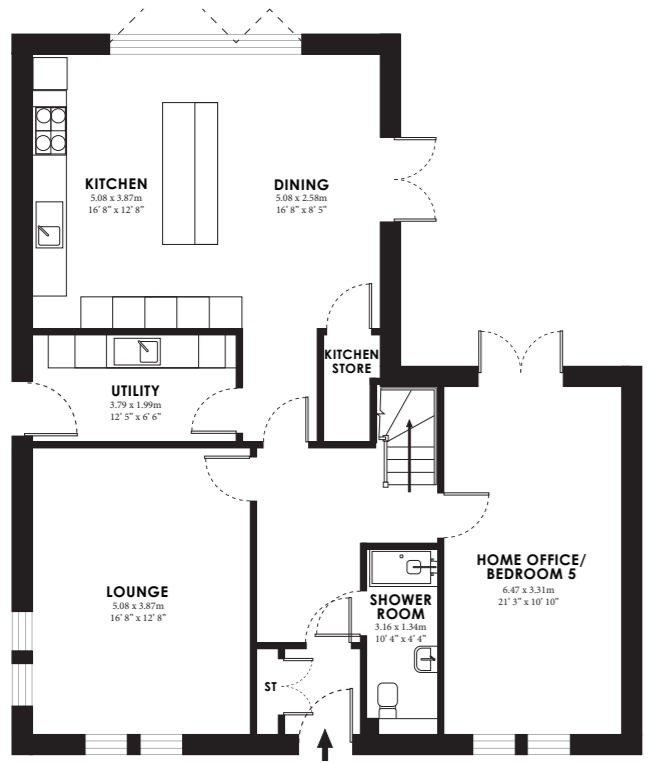 KITCHEN
5.08 x 3.87m
16' 8" x 12' 8"
DINING
5.08 x 2.58m
16' 8" x 8' 5"
KITCHEN
STORE
UTILITY
3.79 x 1.99m
12' 5" x 6' 6"
LOUNGE
5.08 x 3.87m
16' 8" x 12' 8"
HOME OFFICE/
BEDROOM 5
6.47 x 3.31m
21' 3" x 10' 10"
SHOWER
ROOM
3.16 x 1.34m
10' 4" x 4' 4"
ST